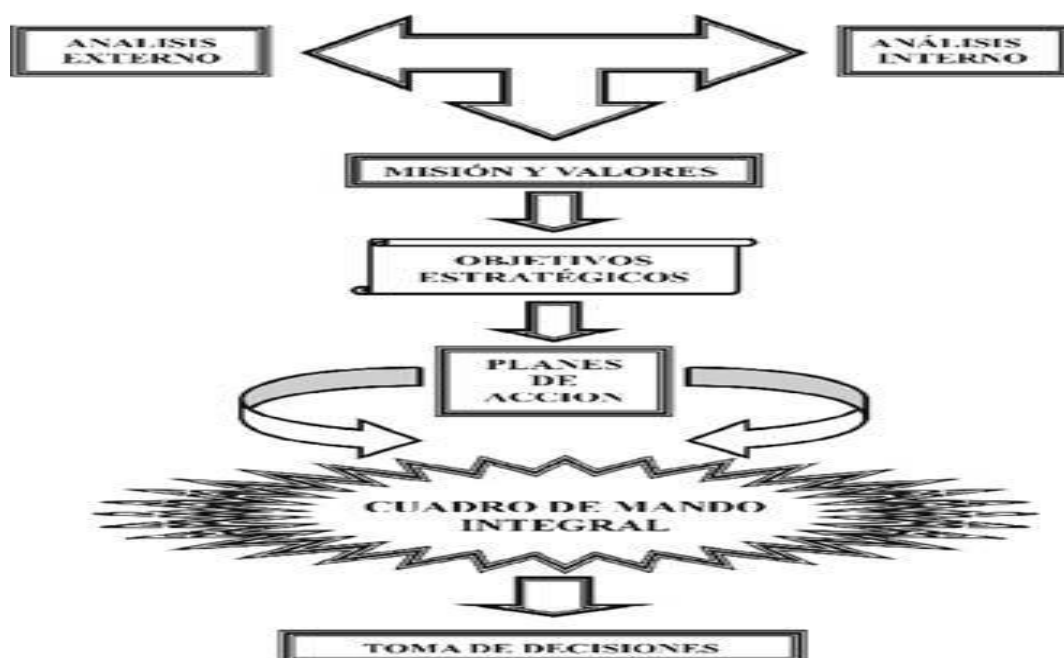 ANALISIS
EXTERNO
ANÁLISIS
INTERNO
MISIÓN Y VALORES
OBJETIVOS
ESTRATÉGICOS
PLANES
DE
ACCION
CUADRO DE MANDO
INTEGRAL
TOMA DE DECISIONES